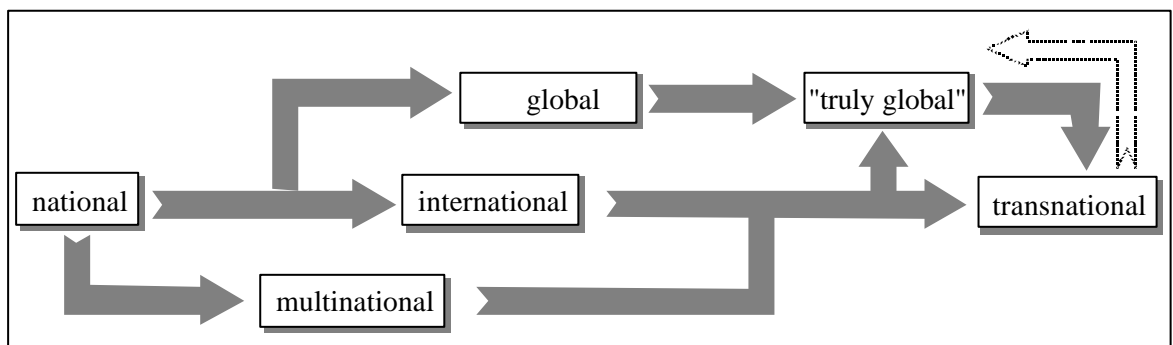 global
"truly global"
national
international
transnational
multinational